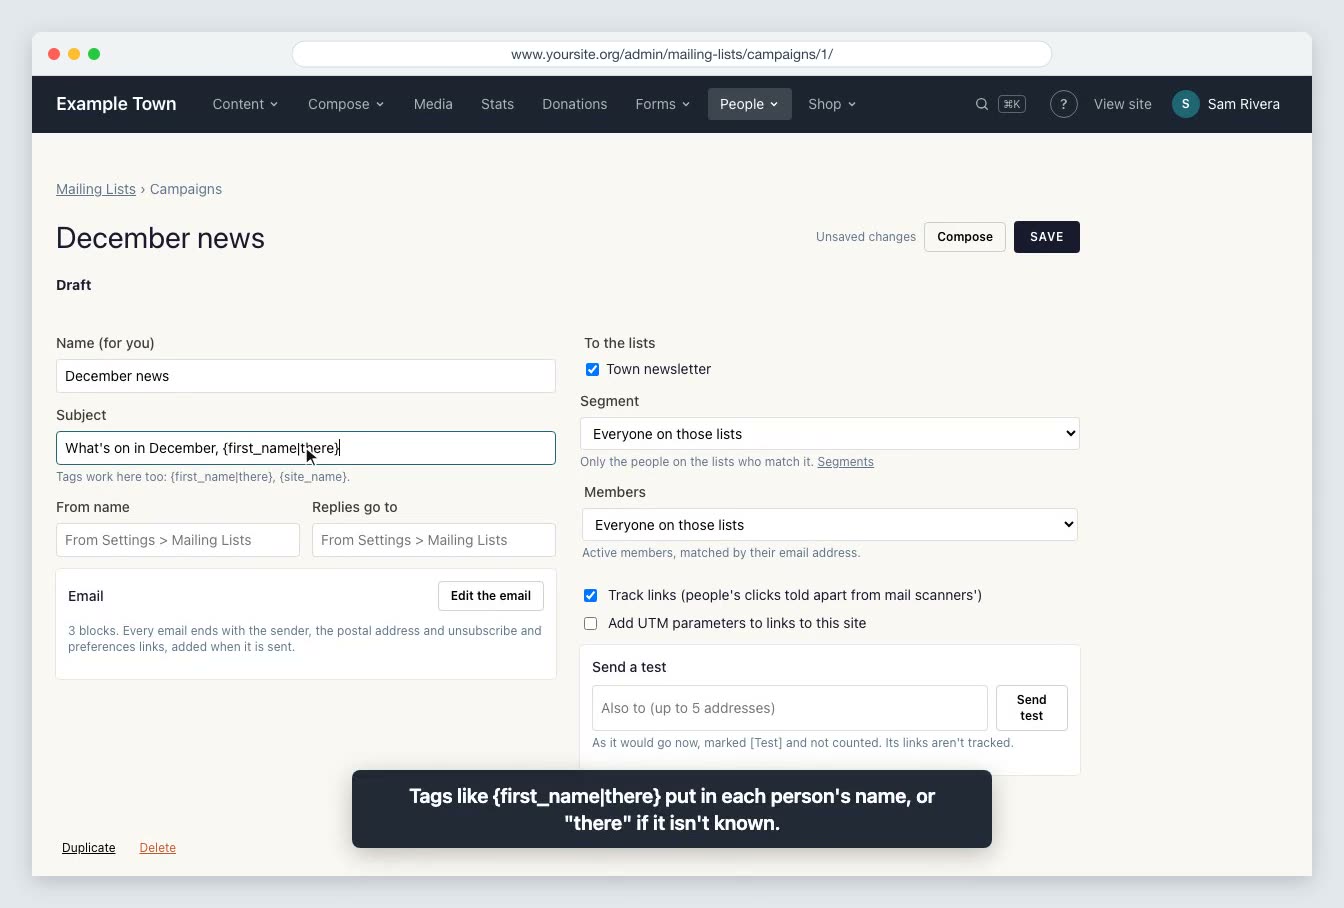 www.yoursite.org/admin/mailing-lists/campaigns/1/
Example Town
Content
Compose
Media
Stats
Donations
Forms
People
Shop
⌘K
?
View site
S
Sam Rivera
Mailing Lists › Campaigns
December news
Unsaved changes
Compose
SAVE
Draft
Name (for you)
December news
Subject
What's on in December, {first_name|there}
Tags work here too: {first_name|there}, {site_name}.
From name
Replies go to
From Settings > Mailing Lists
From Settings > Mailing Lists
Email
Edit the email
3 blocks. Every email ends with the sender, the postal address and unsubscribe and
preferences links, added when it is sent.
To the lists
Town newsletter
Segment
Everyone on those lists
Only the people on the lists who match it. Segments
Members
Everyone on those lists
Active members, matched by their email address.
Track links (people's clicks told apart from mail scanners')
Add UTM parameters to links to this site
Send a test
Also to (up to 5 addresses)
Send
test
As it would go now, marked [Test] and not counted. Its links aren't tracked.
Tags like {first_name|there} put in each person's name, or
"there" if it isn't known.
Duplicate
Delete